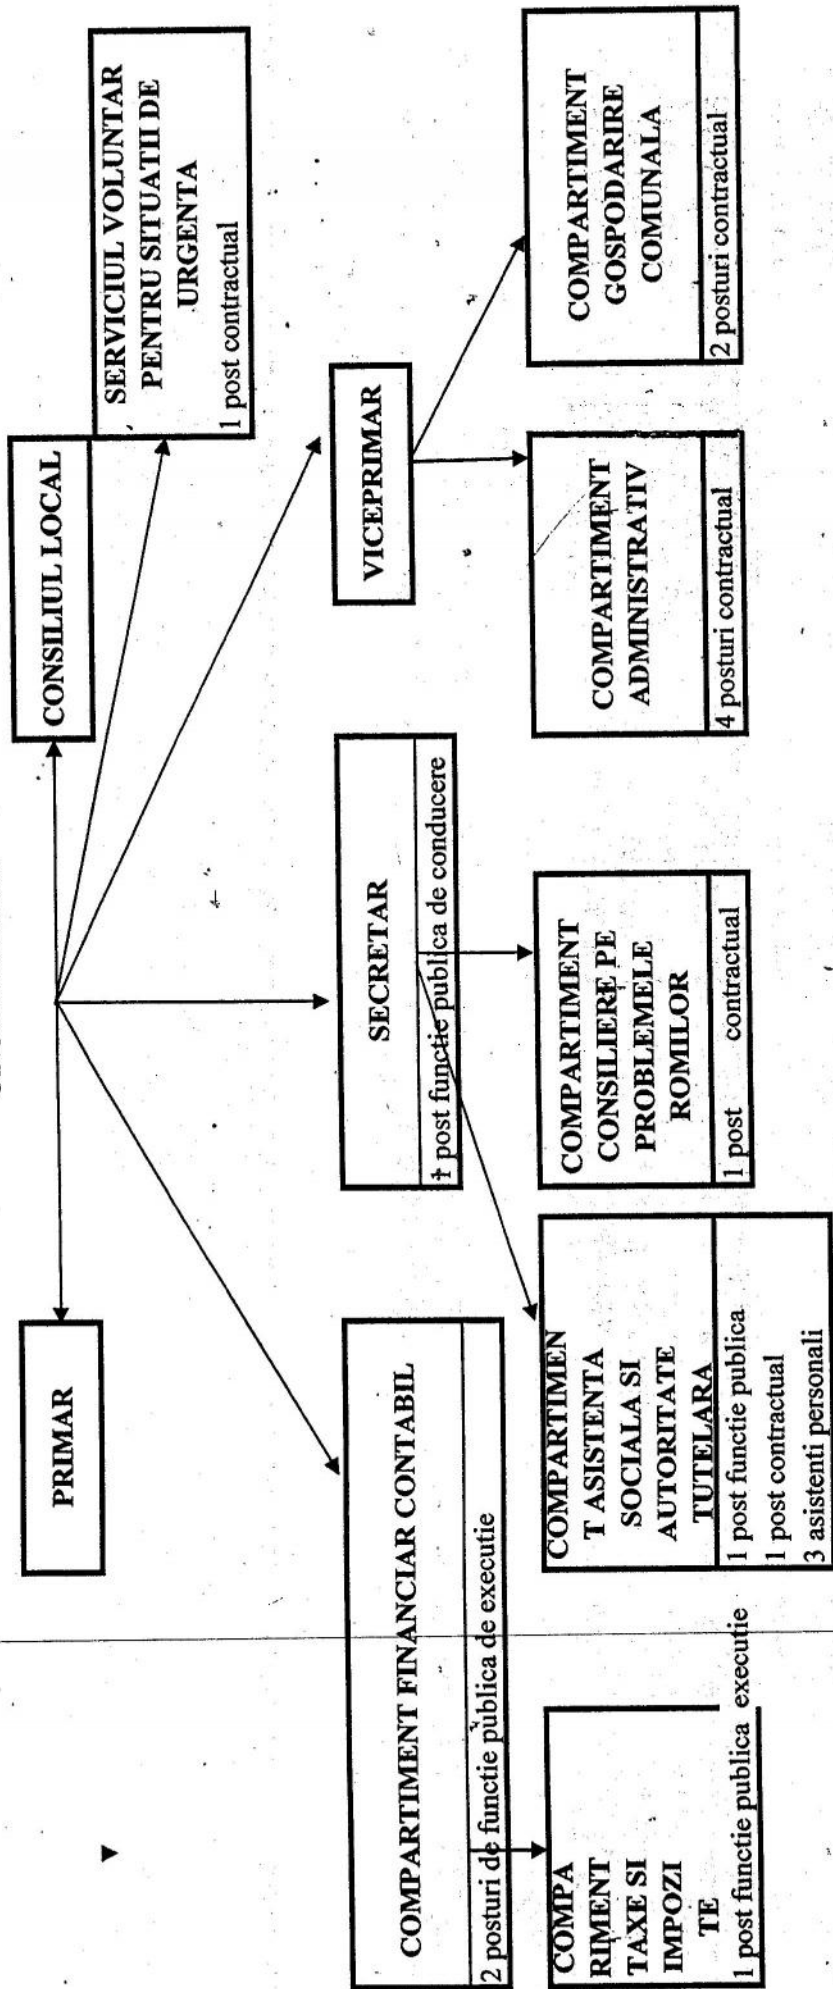 PRIMAR
CONSILIUL LOCAL
SERVICIUL VOLUNTAR
PENTRU SITUATII DE
URGENTA
1 post contractual
COMPARTIMENT FINANCIAR CONTABIL
2 posturi de functie publica de executie
SECRETAR
1 post functie publica de conducere
VICEPRIMAR
COMPA
RIMENT
TAXE SI
IMPOZI
TE
1 post functie publica executie
COMPARTIMEN
T ASISTENTA
SOCIALA SI
AUTORITATE
TUTELARA
1 post functie publica
1 post contractual
3 asistenti personali
COMPARTIMENT
CONSILIERE PE
PROBLEMELE
ROMILOR
1 post contractual
COMPARTIMENT
ADMINISTRATIV
4 posturi contractual
COMPARTIMENT
GOSPODARIRE
COMUNALA
2 posturi contractual